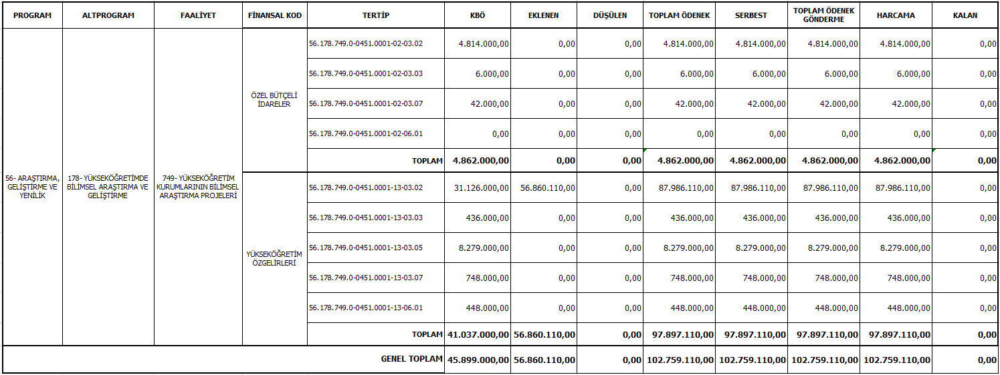 PROGRAM ALTPROGRAM FAALİYET FİNANSAL KOD TERTİP KBÖ EKLENEN DÜŞÜLEN TOPLAM ÖDENEK SERBEST TOPLAM ÖDENEK GÖNDERME HARCAMA KALAN
56- ARAŞTIRMA,
GELİŞTİRME VE
YENİLİK
178- YÜKSEKÖĞRETİMDE
BİLİMSEL ARAŞTIRMA VE
GELİŞTİRME
749- YÜKSEKÖĞRETİM
KURUMLARININ BİLİMSEL
ARAŞTIRMA PROJELERİ
ÖZEL BÜTÇELİ
İDARELER
56.178.749.0-0451.0001-02-03.02 4.814.000,00 0,00 0,00 4.814.000,00 4.814.000,00 4.814.000,00 4.814.000,00 0,00
56.178.749.0-0451.0001-02-03.03 6.000,00 0,00 0,00 6.000,00 6.000,00 6.000,00 6.000,00 0,00
56.178.749.0-0451.0001-02-03.07 42.000,00 0,00 0,00 42.000,00 42.000,00 42.000,00 42.000,00 0,00
56.178.749.0-0451.0001-02-06.01 0,00 0,00 0,00 0,00 0,00 0,00 0,00 0,00
TOPLAM 4.862.000,00 0,00 0,00 4.862.000,00 4.862.000,00 4.862.000,00 4.862.000,00 0,00
YÜKSEKÖĞRETİM
ÖZGELİRLERİ
56.178.749.0-0451.0001-13-03.02 31.126.000,00 56.860.110,00 0,00 87.986.110,00 87.986.110,00 87.986.110,00 87.986.110,00 0,00
56.178.749.0-0451.0001-13-03.03 436.000,00 0,00 0,00 436.000,00 436.000,00 436.000,00 436.000,00 0,00
56.178.749.0-0451.0001-13-03.05 8.279.000,00 0,00 0,00 8.279.000,00 8.279.000,00 8.279.000,00 8.279.000,00 0,00
56.178.749.0-0451.0001-13-03.07 748.000,00 0,00 0,00 748.000,00 748.000,00 748.000,00 748.000,00 0,00
56.178.749.0-0451.0001-13-06.01 448.000,00 0,00 0,00 448.000,00 448.000,00 448.000,00 448.000,00 0,00
TOPLAM 41.037.000,00 56.860.110,00 0,00 97.897.110,00 97.897.110,00 97.897.110,00 97.897.110,00 0,00
GENEL TOPLAM 45.899.000,00 56.860.110,00 0,00 102.759.110,00 102.759.110,00 102.759.110,00 102.759.110,00 0,00